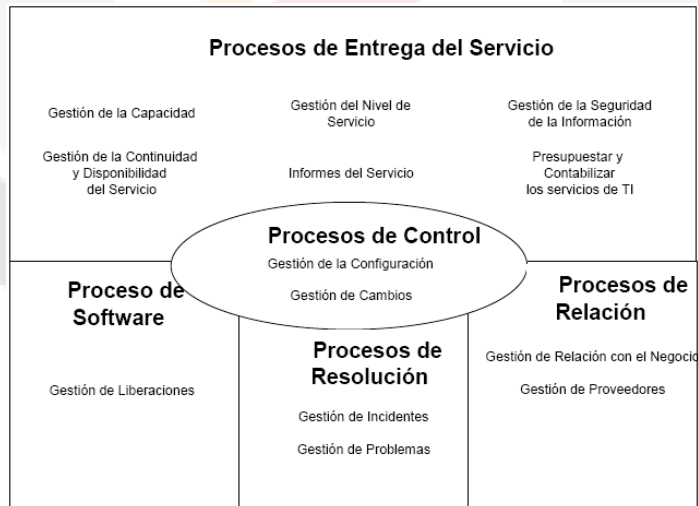 Procesos de Entrega del Servicio
Gestión de la Capacidad
Gestión del Nivel de
Servicio
Gestión de la Seguridad
de la Información
Gestión de la Continuidad
y Disponibilidad
del Servicio
Informes del Servicio
Presupuestar y
Contabilizar
los servicios de TI
Procesos de Control
Gestión de la Configuración
Gestión de Cambios
Proceso de
Software
Gestión de Liberaciones
Procesos de
Resolución
Gestión de Incidentes
Gestión de Problemas
Procesos de
Relación
Gestión de Relación con el Negocio
Gestión de Proveedores